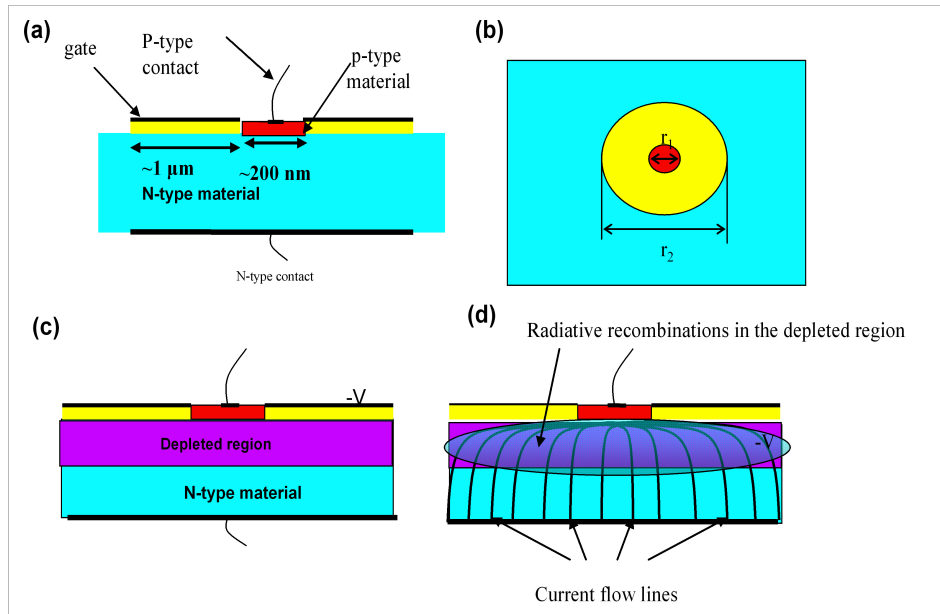 (a)
gate
P-type
contact
p-type
material
~1 µm
~200 nm
N-type material
N-type contact
(b)
r1
r2
(c)
-V
Depleted region
N-type material
(d)
Radiative recombinations in the depleted region
-V
Current flow lines